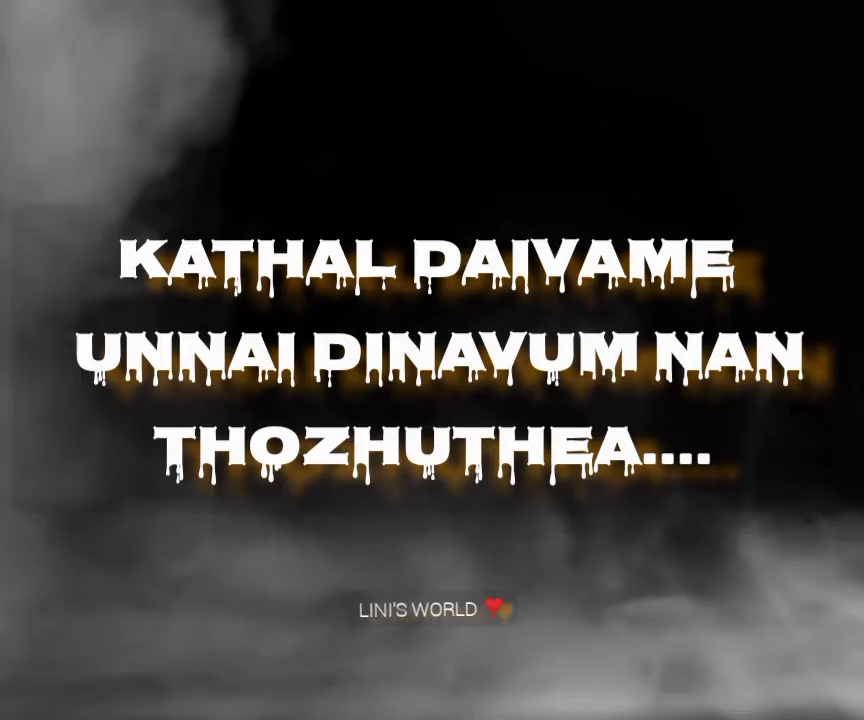 KATHAL DAIVAME
UNNAI DINAVUM NAN
THOZHUTHEA....
LINI'S WORLD ❤️